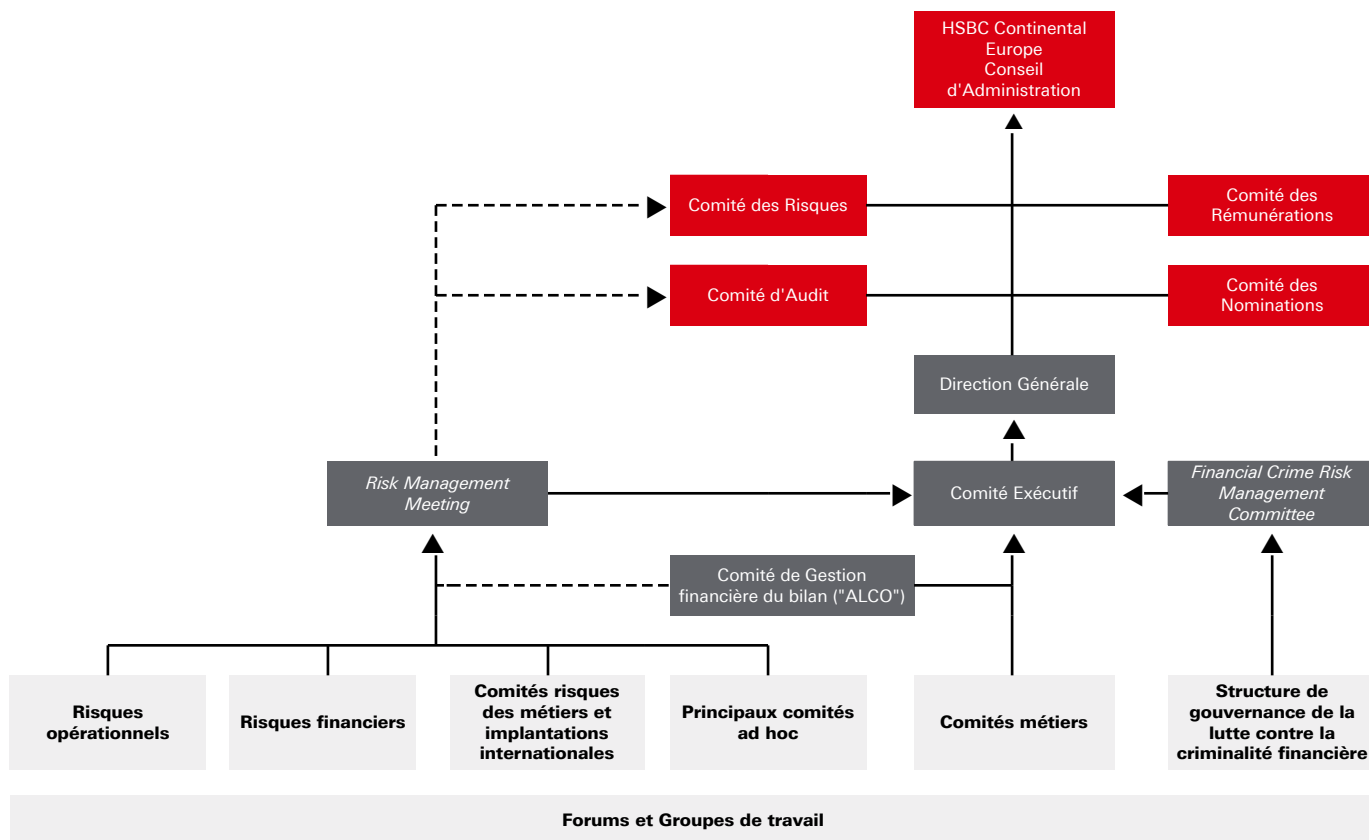 HSBC Continental
Europe
Conseil
d'Administration
Comité des Risques
Comité des
Rémunérations
Comité d'Audit
Comité des
Nominations
Direction Générale
Risk Management
Meeting
Comité Exécutif
Financial Crime Risk
Management
Committee
Comité de Gestion
financière du bilan ("ALCO")
Risques
opérationnels
Risques financiers
Comités risques
des métiers et
implantations
internationales
Principaux comités
ad hoc
Comités métiers
Structure de
gouvernance de la
lutte contre la
criminalité financière
Forums et Groupes de travail